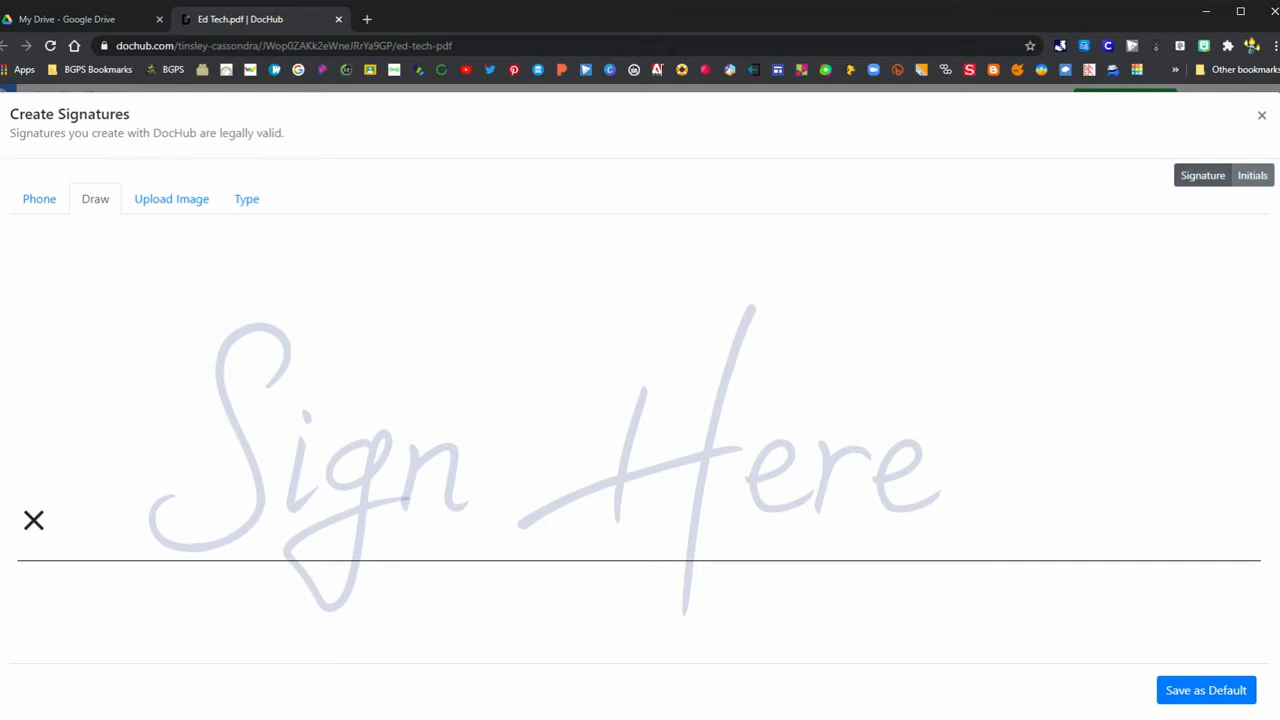 My Drive - Google Drive
Ed Tech.pdf | DocHub
dochub.com/tinsley-cassondra/JWop0ZAKk2eWneJRrYa9GP/ed-tech-pdf
Apps
BGPS Bookmarks
BGPS
Other bookmarks
Create Signatures
Signatures you create with DocHub are legally valid.
Signature
Initials
Phone
Draw
Upload Image
Type
Sign Here
Save as Default